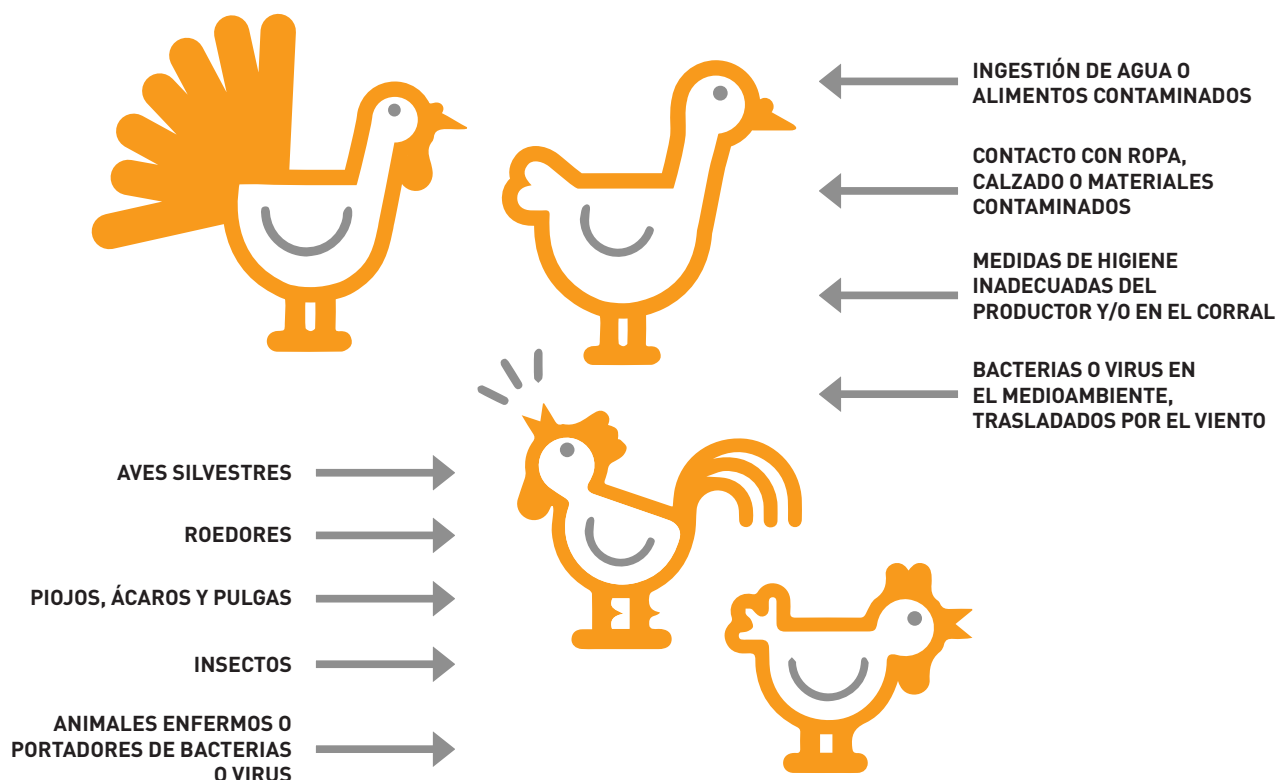 INGESTIÓN DE AGUA O
ALIMENTOS CONTAMINADOS
CONTACTO CON ROPA,
CALZADO O MATERIALES
CONTAMINADOS
MEDIDAS DE HIGIENE
INADECUADAS DEL
PRODUCTOR Y/O EN EL CORRAL
BACTERIAS O VIRUS EN
EL MEDIOAMBIENTE,
TRASLADADOS POR EL VIENTO
AVES SILVESTRES
ROEDORES
PIOJOS, ÁCAROS Y PULGAS
INSECTOS
ANIMALES ENFERMOS O
PORTADORES DE BACTERIAS
O VIRUS